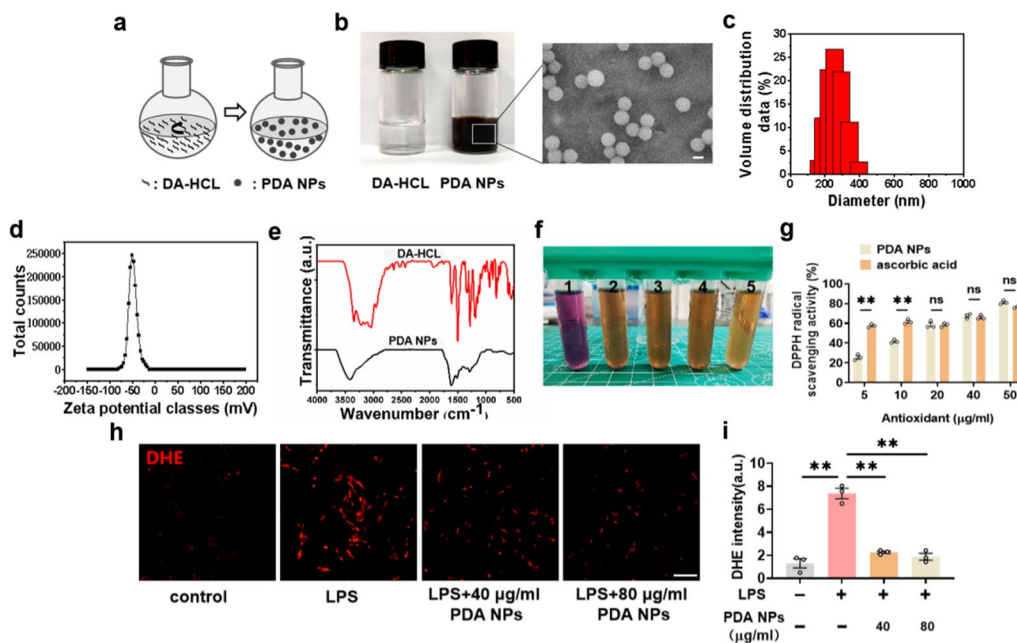 a
: DA-HCL
: PDA NPs
b
DA-HCL
PDA NPs
c
Volume distribution
data (%)
30
25
20
15
10
5
0
0
200
400
600
800
1000
Diameter (nm)
d
Total counts
250000
200000
150000
100000
50000
0
-200
-150
-100
-50
0
50
100
150
200
Zeta potential classes (mV)
e
Transmittance (a.u.)
DA-HCL
PDA NPs
4000
3500
3000
2500
2000
1500
1000
500
Wavenumber (cm-1)
f
1
2
3
4
5
g
PDA NPs
ascorbic acid
DPPH radical
scavenging activity (%)
100
80
60
40
20
0
**
**
ns
ns
ns
5
10
20
40
50
Antioxidant (μg/ml)
h
DHE
control
LPS
LPS+40 μg/ml
PDA NPs
LPS+80 μg/ml
PDA NPs
i
DHE intensity(a.u.)
10
8
6
4
2
0
**
**
**
LPS
–
+
+
+
PDA NPs
(μg/ml)
–
–
40
80